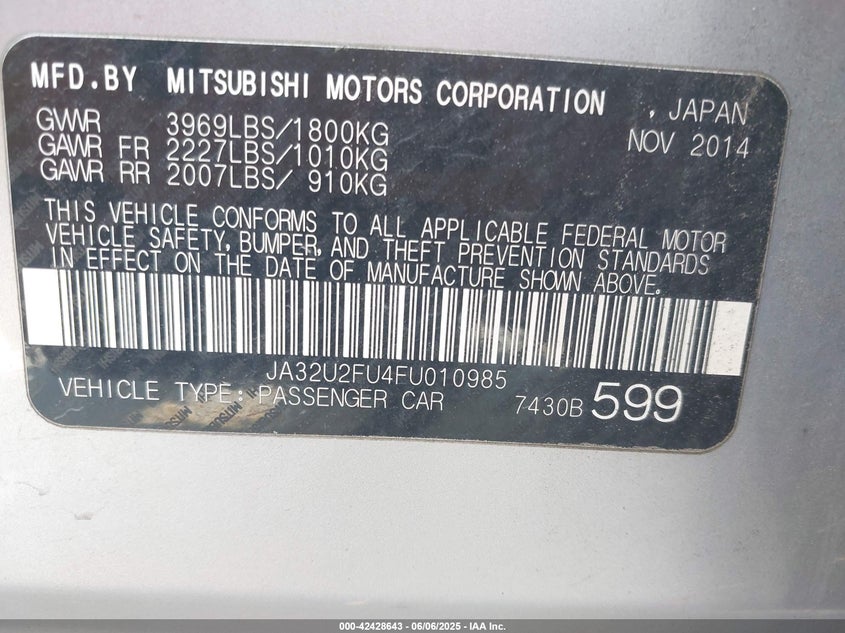 MFD.BY MITSUBISHI MOTORS CORPORATION , JAPAN
GVWR 3969LBS/1800KG NOV 2014
GAWR FR 2227LBS/1010KG
GAWR RR 2007LBS/ 910KG
THIS VEHICLE CONFORMS TO ALL APPLICABLE FEDERAL MOTOR
VEHICLE SAFETY, BUMPER, AND THEFT PREVENTION STANDARDS
IN EFFECT ON THE DATE OF MANUFACTURE SHOWN ABOVE.
JA32U2FU4FU010985
VEHICLE TYPE: PASSENGER CAR 7430B 599
000-42428643 - 06/06/2025 - IAA Inc.